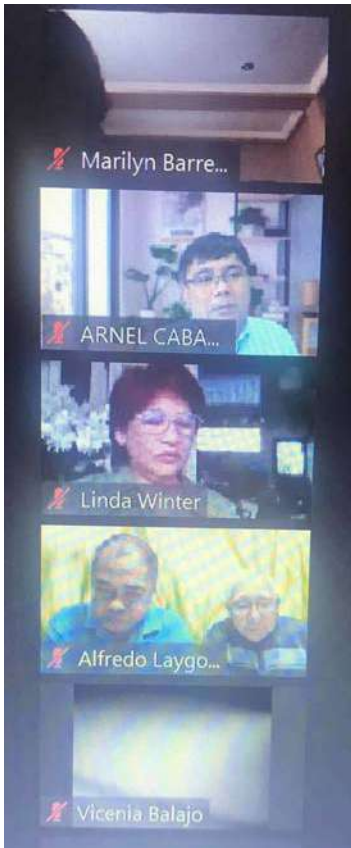 Marilyn Barre...
ARNEL CABA...
Linda Winter
Alfredo Laygo...
Vicenia Balajo